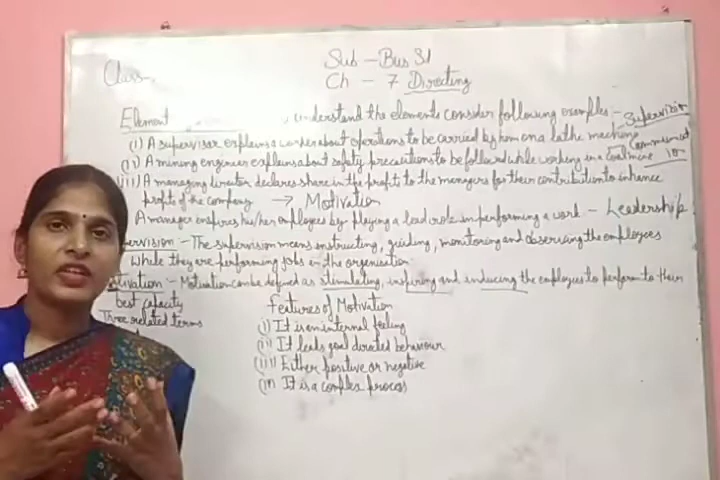 Sub - Bus St
Class -
Ch - 7 Directing
Element understand the elements consider following examples :- Supervision
(i) A supervisor explains a worker about operations to be carried by him on a lathe machine
(ii) A mining engineer explains about safety precautions to be followed while working in a coal mine Communicat
ion
(iii) A managing director declares share in the profits to the managers for their contribution to inhance
profits of the company → Motivation
A manager inspires his/her employees by playing a lead role in performing a work - Leadership
pervision - The supervision means instructing, guiding, monitoring and observing the employees
while they are performing jobs in the organisation
otivation :- Motivation can be defined as stimulating, inspiring and inducing the employees to perform to their
best capacity
Three related terms
Features of Motivation
(i) It is an internal feeling
(ii) It leads goal directed behaviour
(iii) Either positive or negative
(iv) It is a complex process